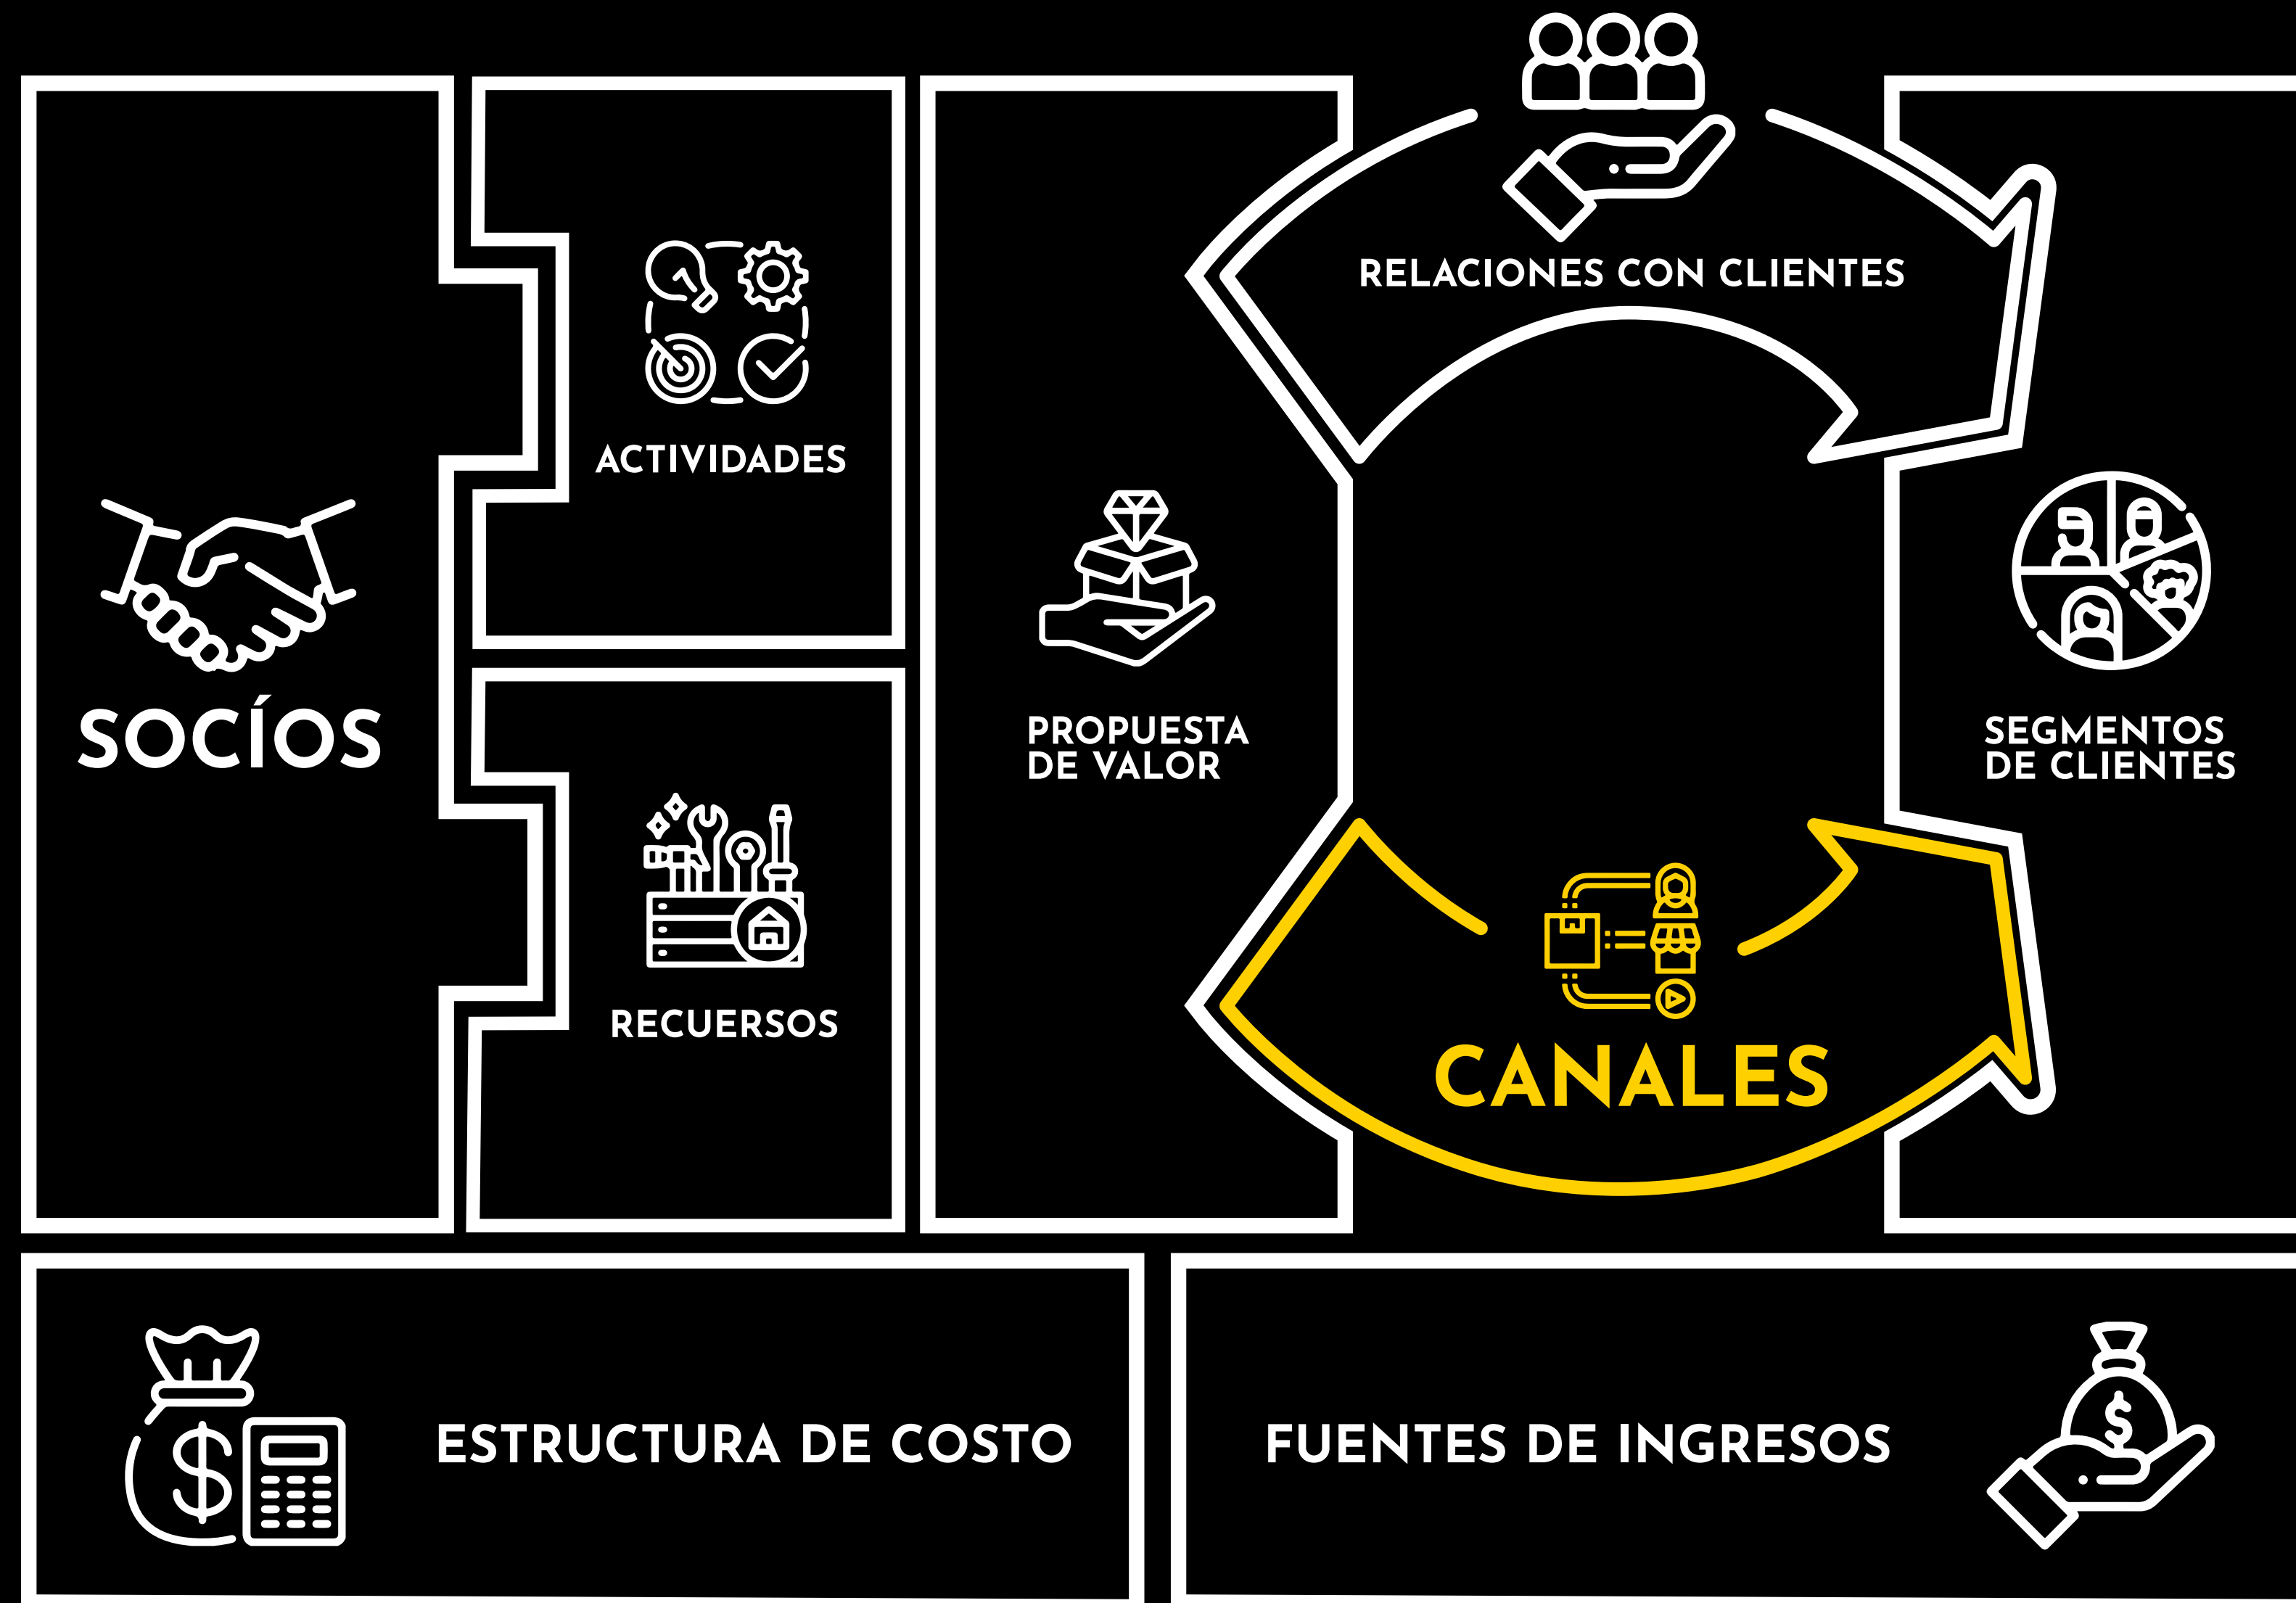 RELACIONES CON CLIENTES
ACTIVIDADES
SOCÍOS
PROPUESTA
DE VALOR
SEGMENTOS
DE CLIENTES
RECUERSOS
CANALES
ESTRUCTURA DE COSTO
FUENTES DE INGRESOS